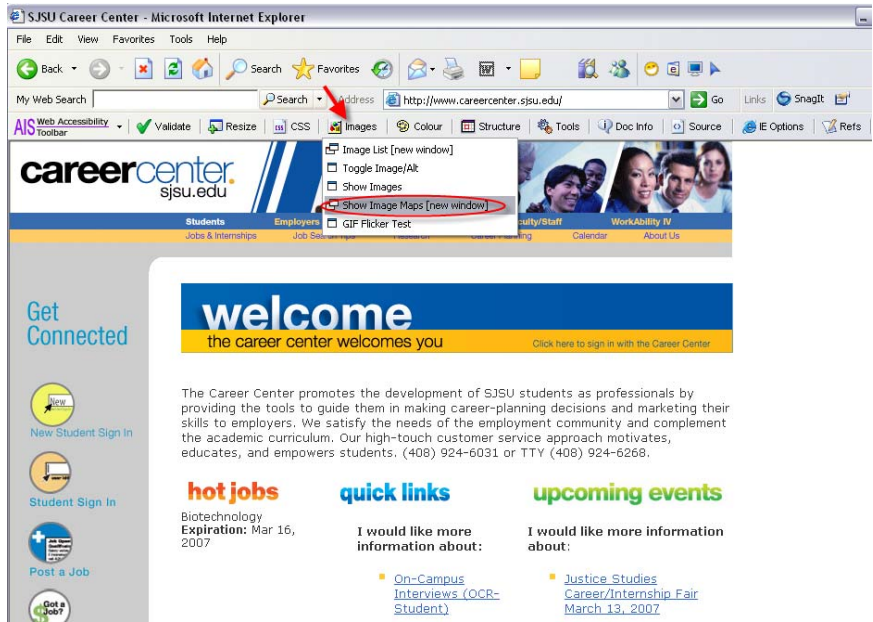 SJSU Career Center - Microsoft Internet Explorer
File Edit View Favorites Tools Help
Back Search Favorites
My Web Search Search Address http://www.careercenter.sjsu.edu/ Go Links SnagIt
AIS Web Accessibility Toolbar Validate Resize CSS Images Colour Structure Tools Doc Info Source IE Options Refs
Image List [new window]
Toggle Image/Alt
Show Images
Show Image Maps [new window]
GIF Flicker Test
careercenter.
sjsu.edu
Students Employers Faculty/Staff WorkAbility IV
Jobs & Internships Job Search Tips Calendar About Us
Get
Connected
welcome
the career center welcomes you Click here to sign in with the Career Center
The Career Center promotes the development of SJSU students as professionals by
providing the tools to guide them in making career-planning decisions and marketing their
skills to employers. We satisfy the needs of the employment community and complement
the academic curriculum. Our high-touch customer service approach motivates,
educates, and empowers students. (408) 924-6031 or TTY (408) 924-6268.
New
New Student Sign In
Student Sign In
Post a Job
Got a
Job?
hot jobs
Biotechnology
Expiration: Mar 16,
2007
quick links
I would like more
information about:
On-Campus
Interviews (OCR-
Student)
upcoming events
I would like more information
about:
Justice Studies
Career/Internship Fair
March 13, 2007